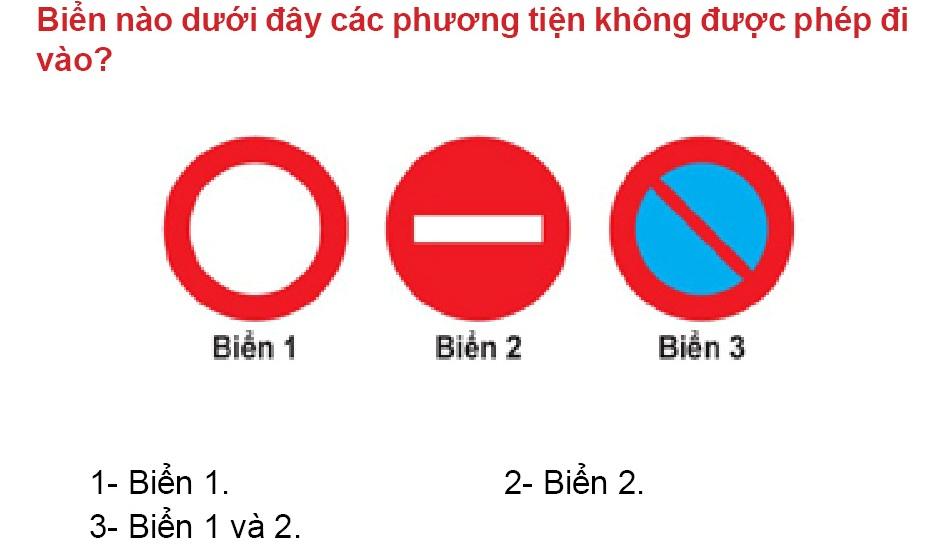 Biển nào dưới đây các phương tiện không được phép đi
vào?
Biển 1 Biển 2 Biển 3
1- Biển 1. 2- Biển 2.
3- Biển 1 và 2.